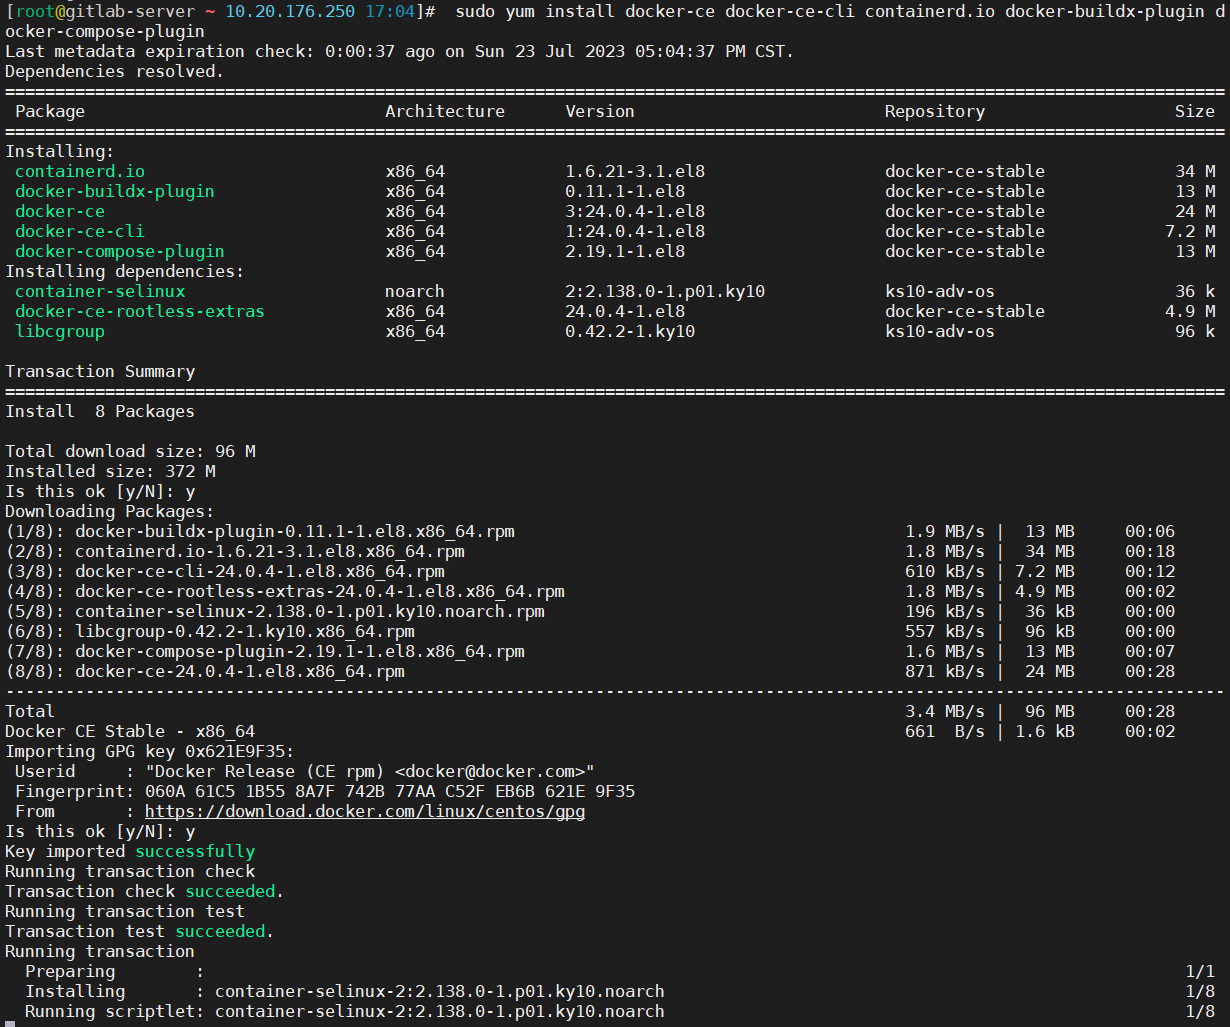 [root@gitlab-server ~ 10.20.176.250 17:04]#  sudo yum install docker-ce docker-ce-cli containerd.io docker-buildx-plugin d
ocker-compose-plugin
Last metadata expiration check: 0:00:37 ago on Sun 23 Jul 2023 05:04:37 PM CST.
Dependencies resolved.
Package Architecture Version Repository Size
Installing:
containerd.io x86_64 1.6.21-3.1.el8 docker-ce-stable 34 M
docker-buildx-plugin x86_64 0.11.1-1.el8 docker-ce-stable 13 M
docker-ce x86_64 3:24.0.4-1.el8 docker-ce-stable 24 M
docker-ce-cli x86_64 1:24.0.4-1.el8 docker-ce-stable 7.2 M
docker-compose-plugin x86_64 2.19.1-1.el8 docker-ce-stable 13 M
Installing dependencies:
container-selinux noarch 2:2.138.0-1.p01.ky10 ks10-adv-os 36 k
docker-ce-rootless-extras x86_64 24.0.4-1.el8 docker-ce-stable 4.9 M
libcgroup x86_64 0.42.2-1.ky10 ks10-adv-os 96 k
Transaction Summary
Install  8 Packages
Total download size: 96 M
Installed size: 372 M
Is this ok [y/N]: y
Downloading Packages:
(1/8): docker-buildx-plugin-0.11.1-1.el8.x86_64.rpm 1.9 MB/s |  13 MB 00:06
(2/8): containerd.io-1.6.21-3.1.el8.x86_64.rpm 1.8 MB/s |  34 MB 00:18
(3/8): docker-ce-cli-24.0.4-1.el8.x86_64.rpm 610 kB/s | 7.2 MB 00:12
(4/8): docker-ce-rootless-extras-24.0.4-1.el8.x86_64.rpm 1.8 MB/s | 4.9 MB 00:02
(5/8): container-selinux-2.138.0-1.p01.ky10.noarch.rpm 196 kB/s |  36 kB 00:00
(6/8): libcgroup-0.42.2-1.ky10.x86_64.rpm 557 kB/s |  96 kB 00:00
(7/8): docker-compose-plugin-2.19.1-1.el8.x86_64.rpm 1.6 MB/s |  13 MB 00:07
(8/8): docker-ce-24.0.4-1.el8.x86_64.rpm 871 kB/s |  24 MB 00:28
Total 3.4 MB/s |  96 MB 00:28
Docker CE Stable - x86_64 661  B/s | 1.6 kB 00:02
Importing GPG key 0x621E9F35:
Userid     : "Docker Release (CE rpm) <docker@docker.com>"
Fingerprint: 060A 61C5 1B55 8A7F 742B 77AA C52F EB6B 621E 9F35
From       : https://download.docker.com/linux/centos/gpg
Is this ok [y/N]: y
Key imported successfully
Running transaction check
Transaction check succeeded.
Running transaction test
Transaction test succeeded.
Running transaction
Preparing        : 1/1
Installing       : container-selinux-2:2.138.0-1.p01.ky10.noarch 1/8
Running scriptlet: container-selinux-2:2.138.0-1.p01.ky10.noarch 1/8